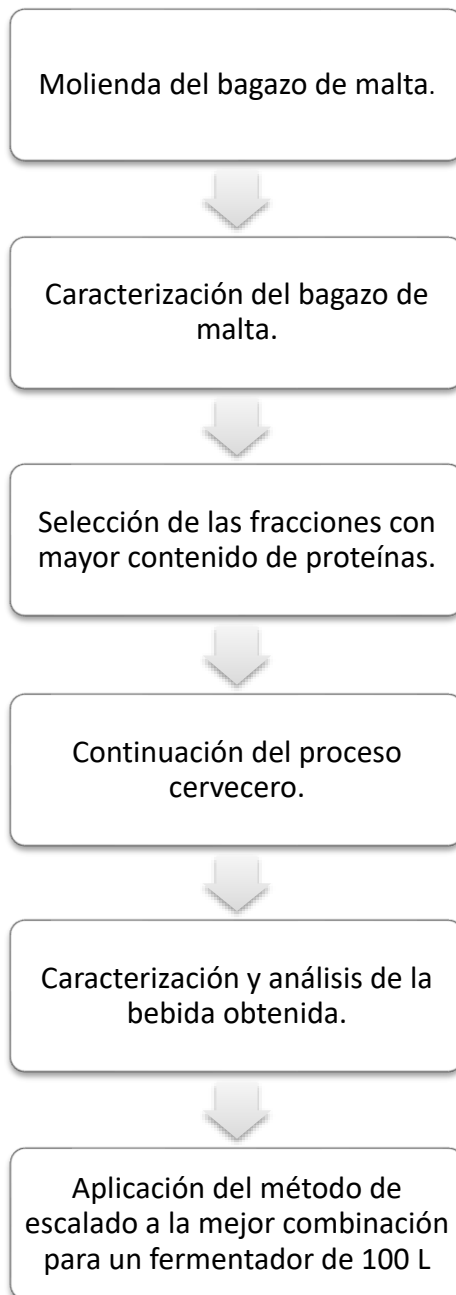 Molienda del bagazo de malta.
Caracterización del bagazo de
malta.
Selección de las fracciones con
mayor contenido de proteínas.
Continuación del proceso
cervecero.
Caracterización y análisis de la
bebida obtenida.
Aplicación del método de
escalado a la mejor combinación
para un fermentador de 100 L